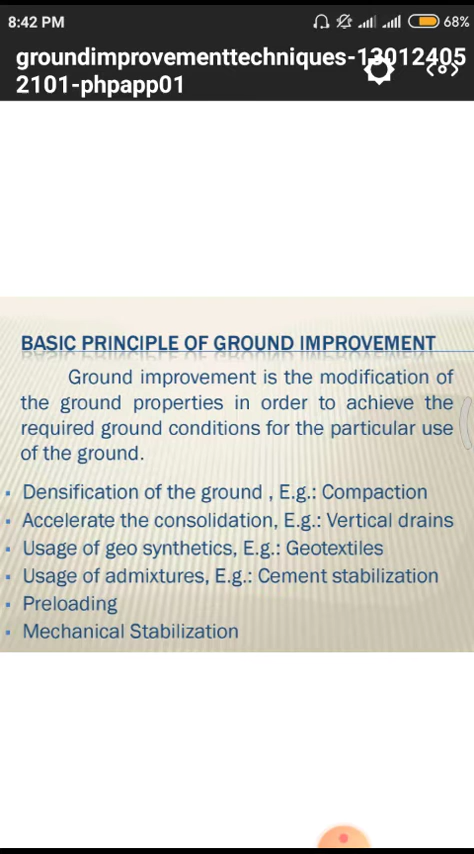 8:42 PM
68%
groundimprovementtechniques-13012405
2101-phpapp01
BASIC PRINCIPLE OF GROUND IMPROVEMENT
Ground improvement is the modification of
the ground properties in order to achieve the
required ground conditions for the particular use
of the ground.
▪ Densification of the ground , E.g.: Compaction
▪ Accelerate the consolidation, E.g.: Vertical drains
▪ Usage of geo synthetics, E.g.: Geotextiles
▪ Usage of admixtures, E.g.: Cement stabilization
▪ Preloading
▪ Mechanical Stabilization